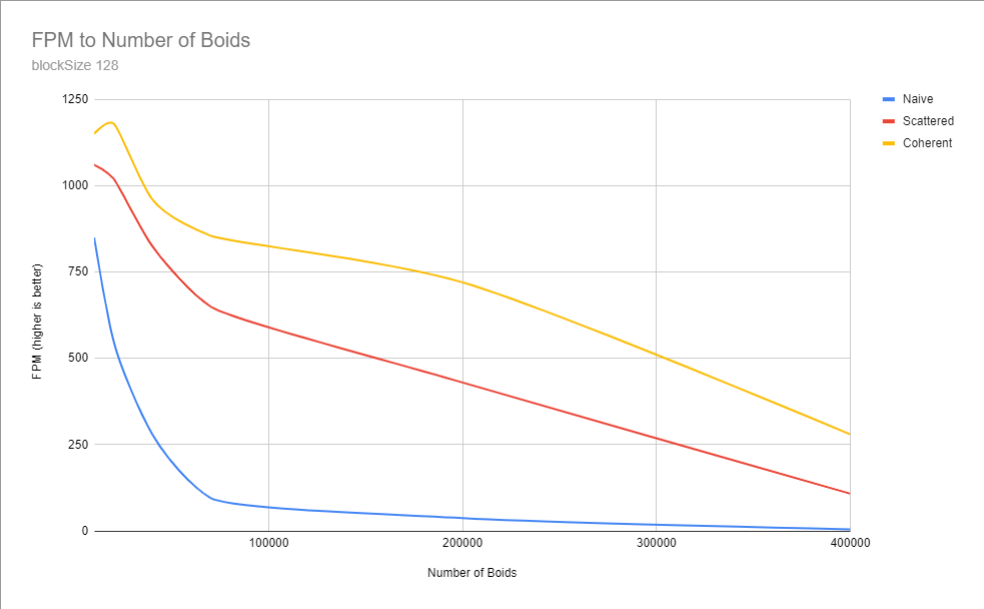 FPM to Number of Boids
blockSize 128
Naive
Scattered
Coherent
FPM (higher is better)
1250
1000
750
500
250
0
100000
200000
300000
400000
Number of Boids